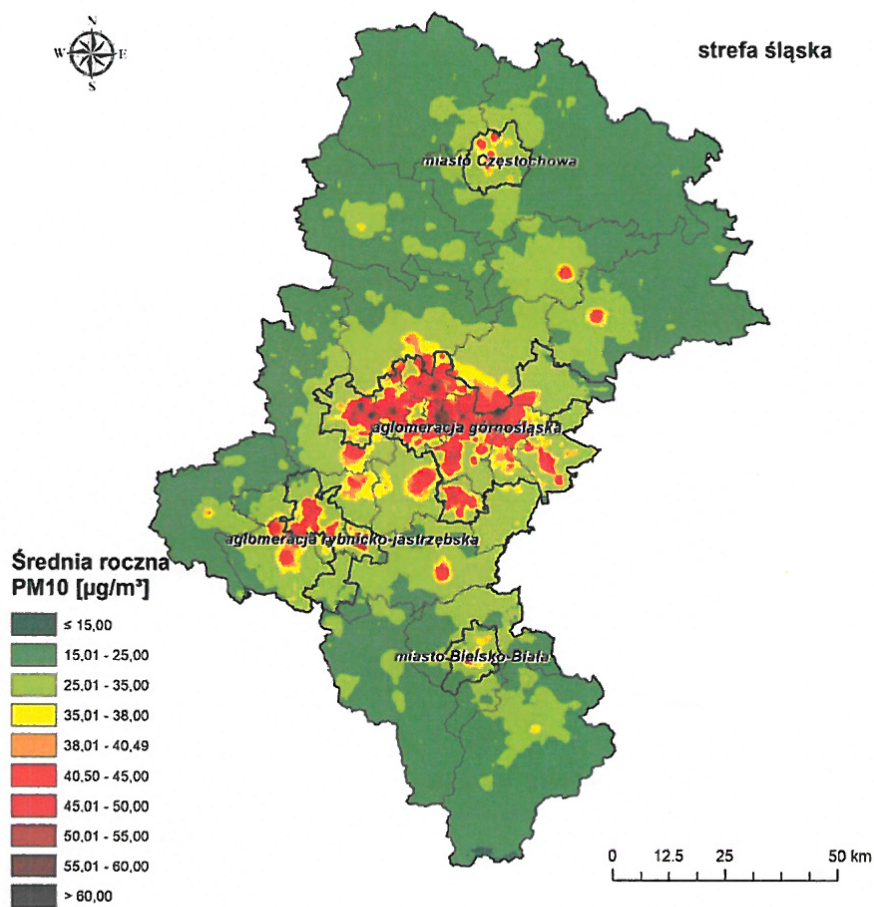 N
W E
S
strefa śląska
miasto Częstochowa
aglomeracja górnośląska
aglomeracja rybnicko-jastrzębska
miasto Bielsko-Biała
Średnia roczna
PM10 [µg/m³]
≤ 15,00
15,01 - 25,00
25,01 - 35,00
35,01 - 38,00
38,01 - 40,49
40,50 - 45,00
45,01 - 50,00
50,01 - 55,00
55,01 - 60,00
> 60,00
0 12.5 25 50 km